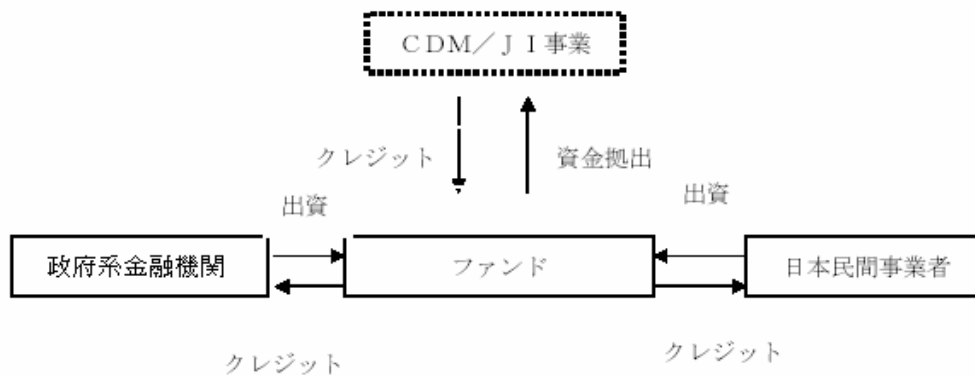 ＣＤＭ／ＪＩ事業
クレジット
資金拠出
出資
出資
政府系金融機関
ファンド
日本民間事業者
クレジット
クレジット